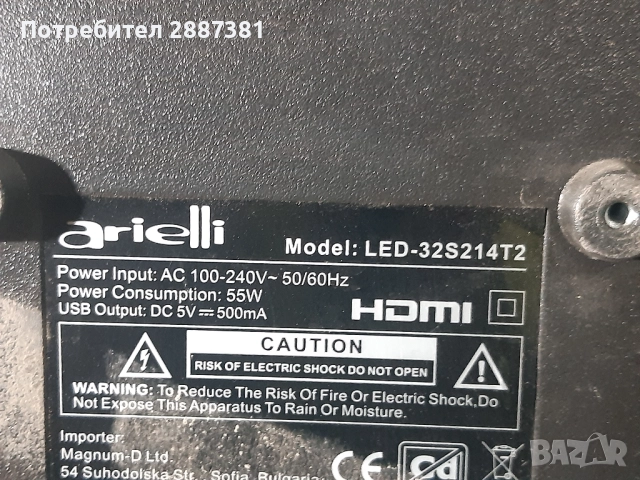 Потребител 2887381
arielli
Model: LED-32S214T2
Power Input: AC 100-240V~ 50/60Hz
Power Consumption: 55W
USB Output: DC 5V⎓500mA
HDMI
CAUTION
RISK OF ELECTRIC SHOCK DO NOT OPEN
WARNING: To Reduce The Risk Of Fire Or Electric Shock,Do
Not Expose This Apparatus To Rain Or Moisture.
Importer:
Magnum-D Ltd.
54 Suhodolska Str., Sofia, Bulgaria
CE
Cd
BAZAR